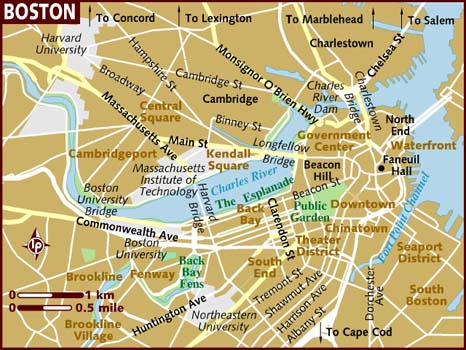 BOSTON
To Concord
To Lexington
To Marblehead
To Salem
Harvard
University
Hampshire St
Monsignor O'Brien Hwy
Charlestown
Chelsea St
Broadway
Cambridge St
Massachusetts Ave
Central
Square
Cambridge
Charles
River
Dam
Charlestown
Bridge
Binney St
North
End
Main St
Longfellow
Bridge
Government
Center
Waterfront
Cambridgeport
Kendall
Square
Beacon
Hill
Faneuil
Hall
Massachusetts
Institute of
Technology
Charles River
The Esplanade
Harvard
Bridge
Beacon St
Boston
University
Bridge
Back
Bay
Public
Garden
Downtown
Fort Point Channel
Commonwealth Ave
Clarendon St
Chinatown
Boston
University
Theater
District
Seaport
District
LP
Brookline
Fenway
Back
Bay
Fens
South
End
Tremont St
Shawmut Ave
Harrison Ave
Albany St
Dorchester
Ave
South
Boston
0
1 km
0
0.5 mile
Brookline
Village
Huntington Ave
Northeastern
University
To Cape Cod